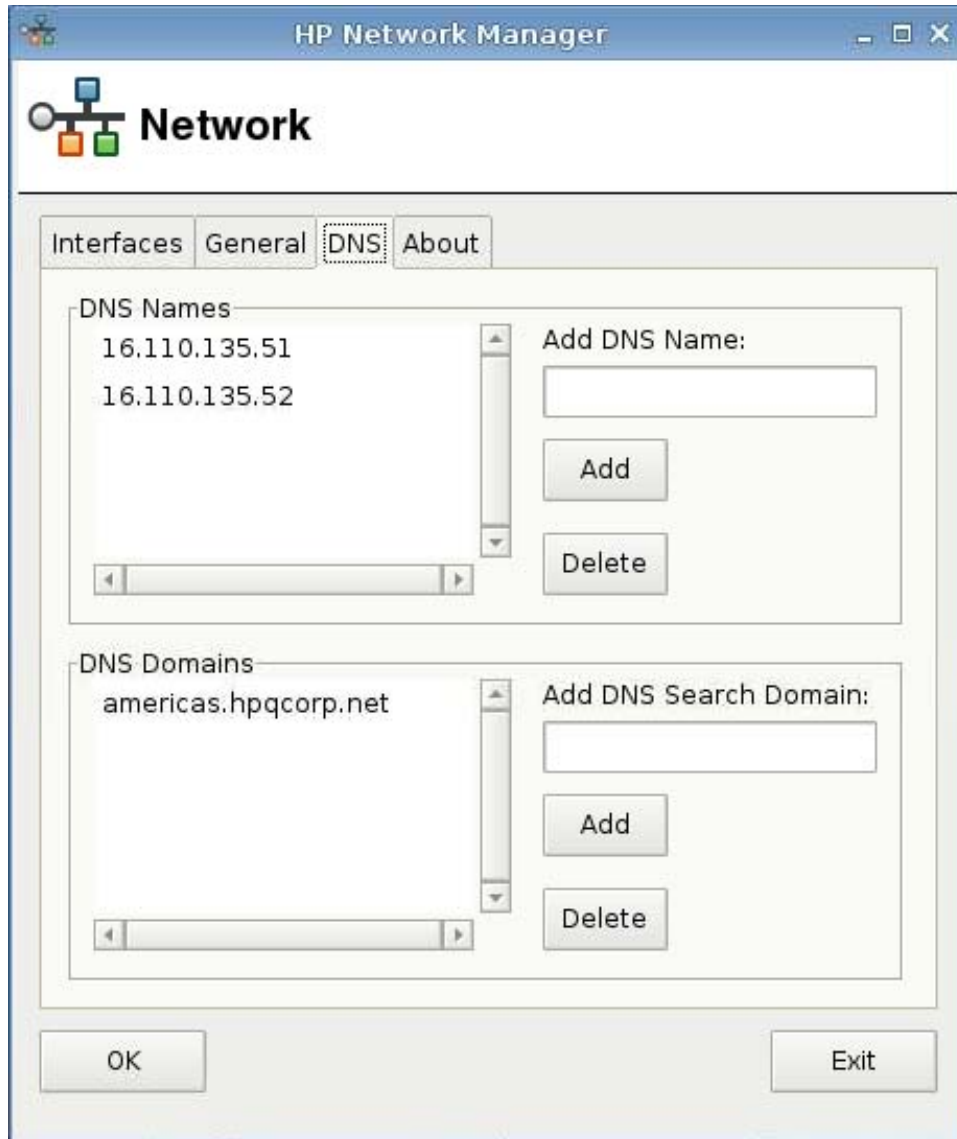 HP Network Manager
Network
Interfaces General DNS About
DNS Names
16.110.135.51
16.110.135.52
Add DNS Name:
Add
Delete
DNS Domains
americas.hpqcorp.net
Add DNS Search Domain:
Add
Delete
OK Exit